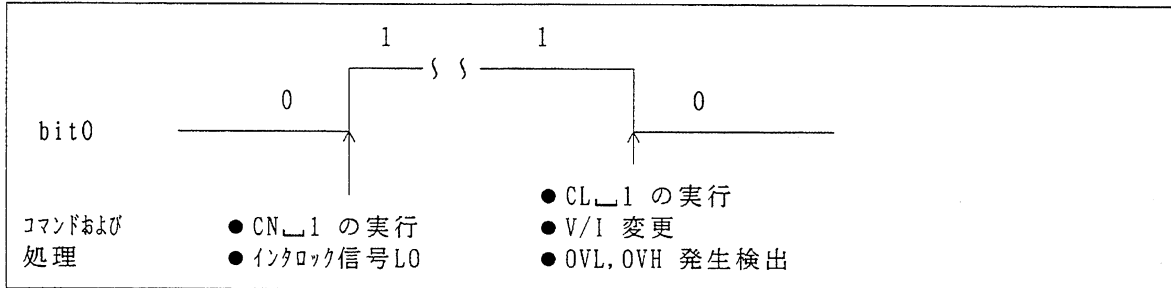 1 1
0 0
bit0
● CL␣1 の実行
コマンドおよび ● CN␣1 の実行 ● V/I 変更
処理 ● インタロック信号LO ● OVL,OVH 発生検出